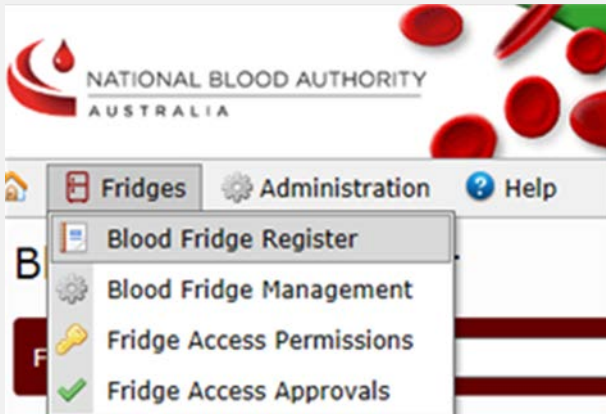 NATIONAL BLOOD AUTHORITY
AUSTRALIA
Fridges Administration Help
Blood Fridge Register
Blood Fridge Management
Fridge Access Permissions
Fridge Access Approvals